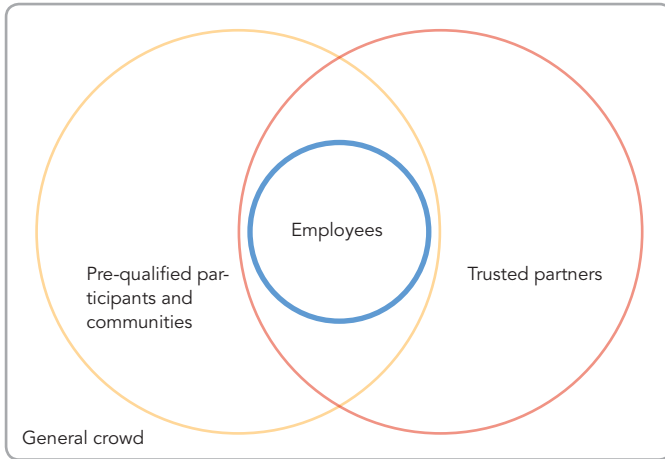 Employees
Pre-qualified par-
ticipants and
communities
Trusted partners
General crowd